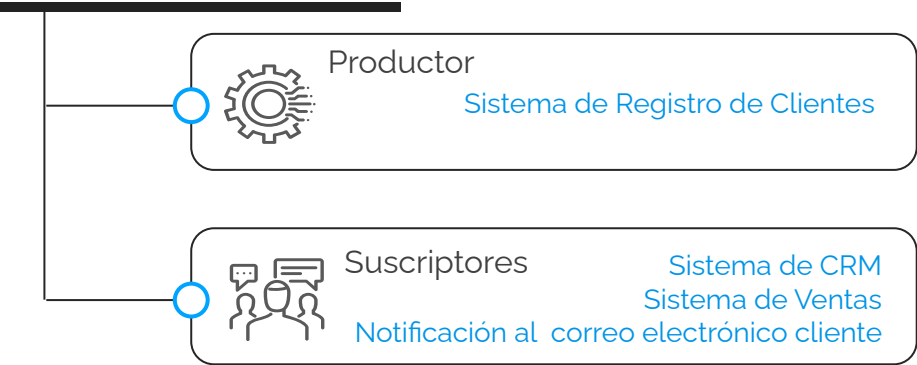 Productor
Sistema de Registro de Clientes
Suscriptores
Sistema de CRM
Sistema de Ventas
Notificación al correo electrónico cliente